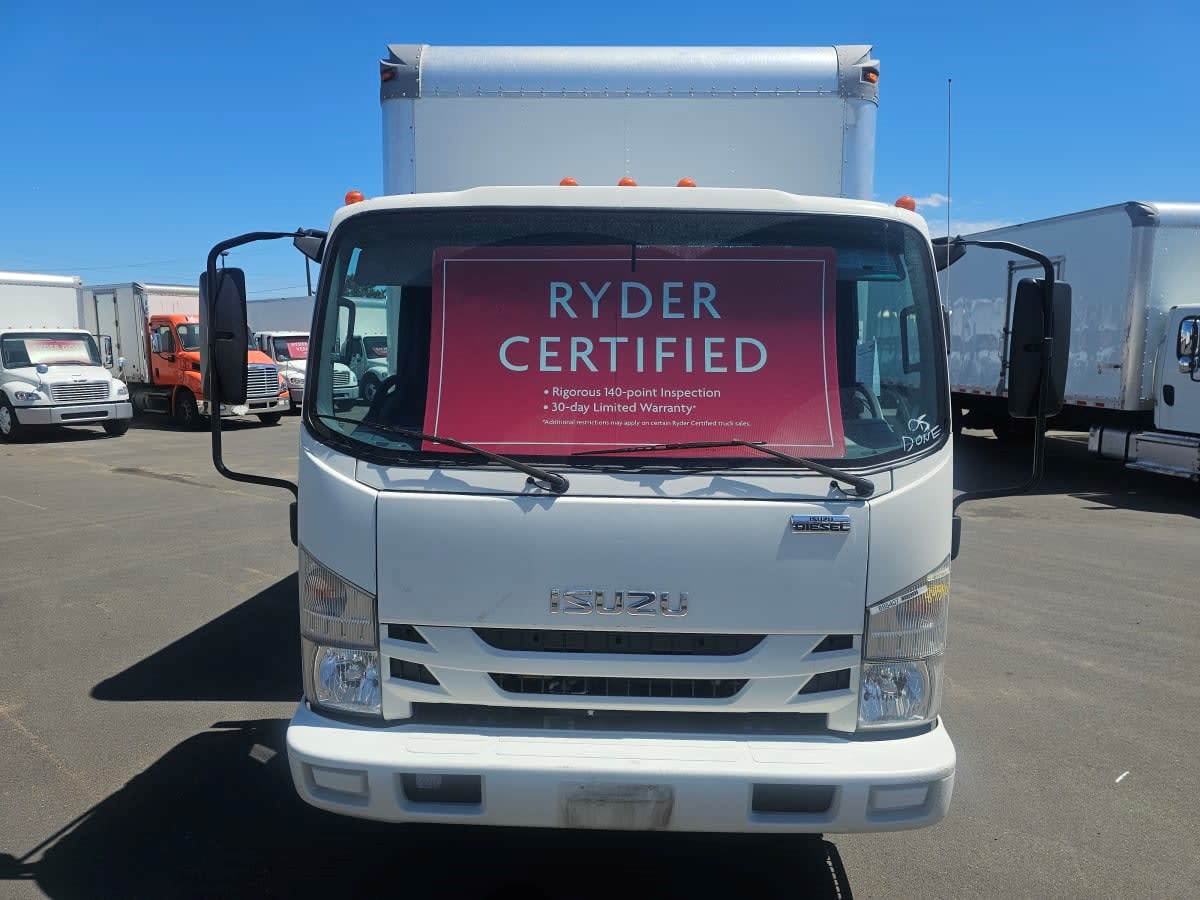 RYDER
CERTIFIED
• Rigorous 140-point Inspection
• 30-day Limited Warranty*
*Additional restrictions may apply on certain Ryder Certified truck sales.
DONE
ISUZU
DIESEL
ISUZU